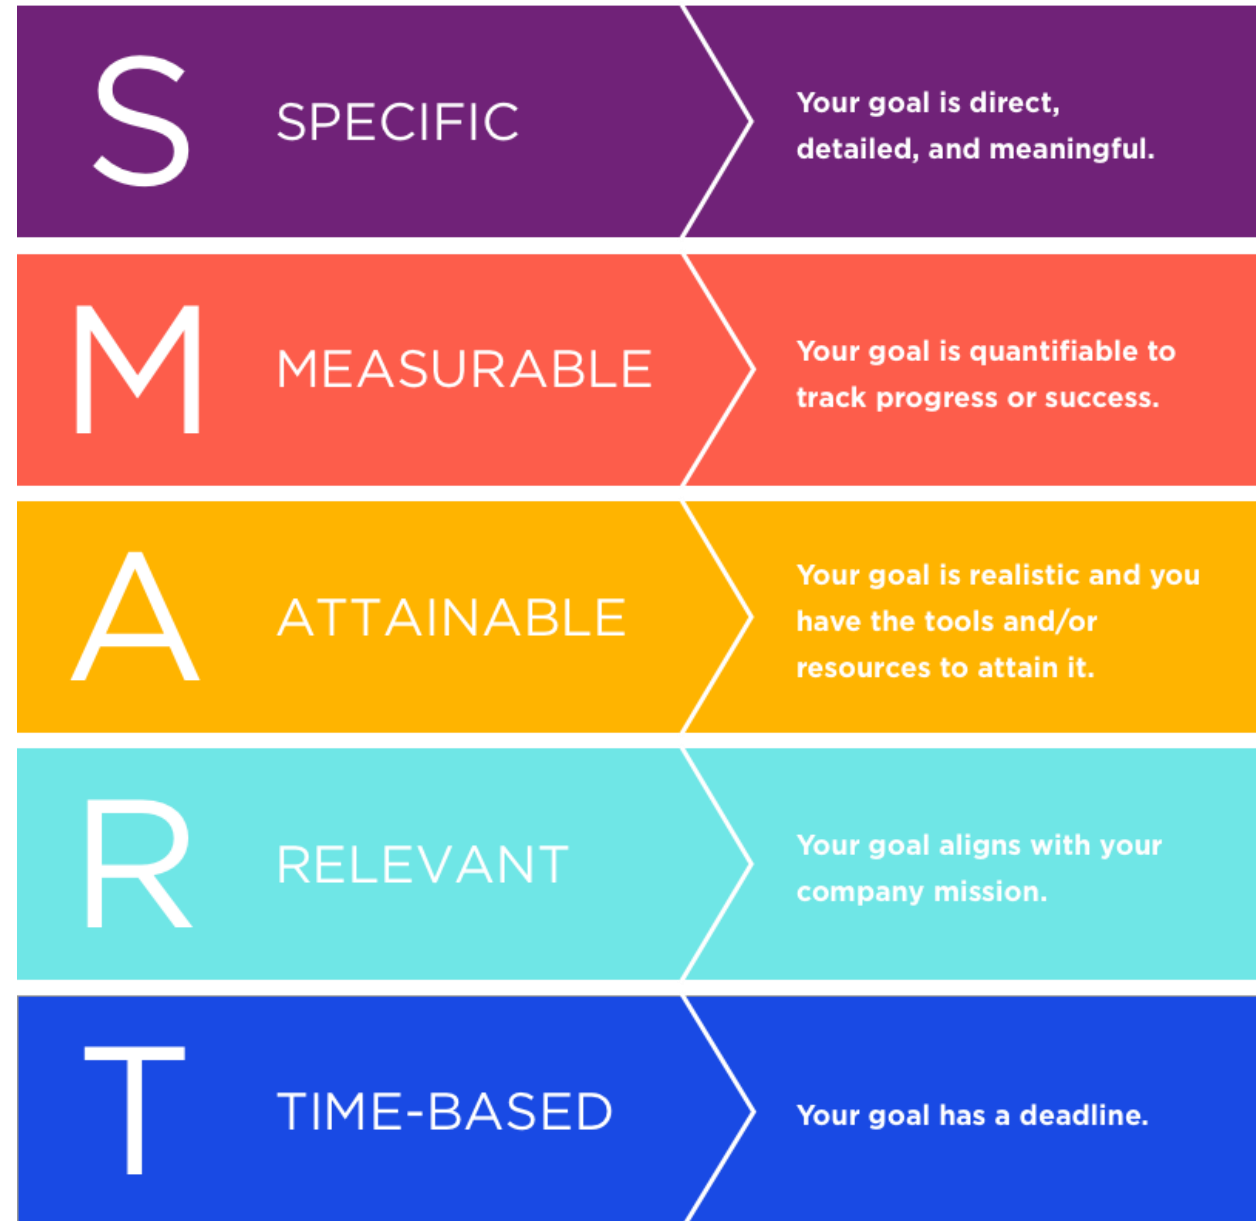 S
SPECIFIC
Your goal is direct,
detailed, and meaningful.
M
MEASURABLE
Your goal is quantifiable to
track progress or success.
A
ATTAINABLE
Your goal is realistic and you
have the tools and/or
resources to attain it.
R
RELEVANT
Your goal aligns with your
company mission.
T
TIME-BASED
Your goal has a deadline.